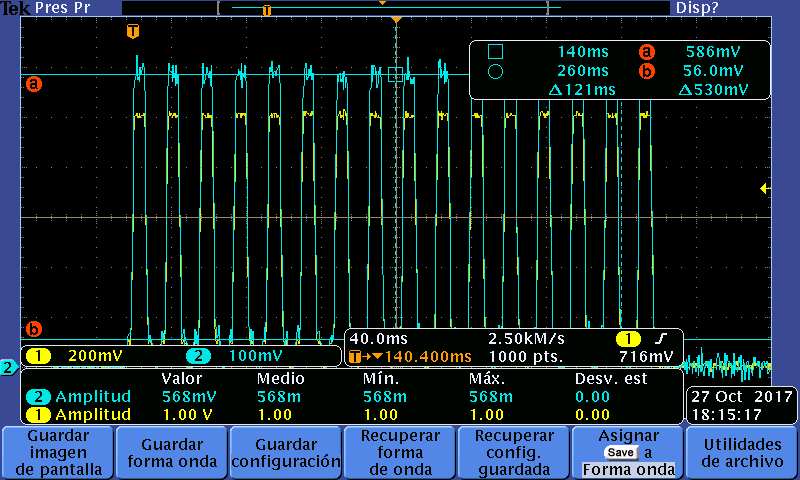 Tek Pres Pr Disp?
T
T
a 140ms a 586mV
260ms b 56.0mV
Δ121ms Δ530mV
b
40.0ms 2.50kM/s 1
1 200mV 2 100mV T→▼140.400ms 1000 pts. 716mV
2
Valor Medio Mín. Máx. Desv. est
2 Amplitud 568mV 568m 568m 568m 0.00
1 Amplitud 1.00 V 1.00 1.00 1.00 0.00
27 Oct 2017
18:15:17
Guardar
imagen
de pantalla
Guardar
forma onda
Guardar
configuración
Recuperar
forma
de onda
Recuperar
config.
guardada
Asignar
Save a
Forma onda
Utilidades
de archivo